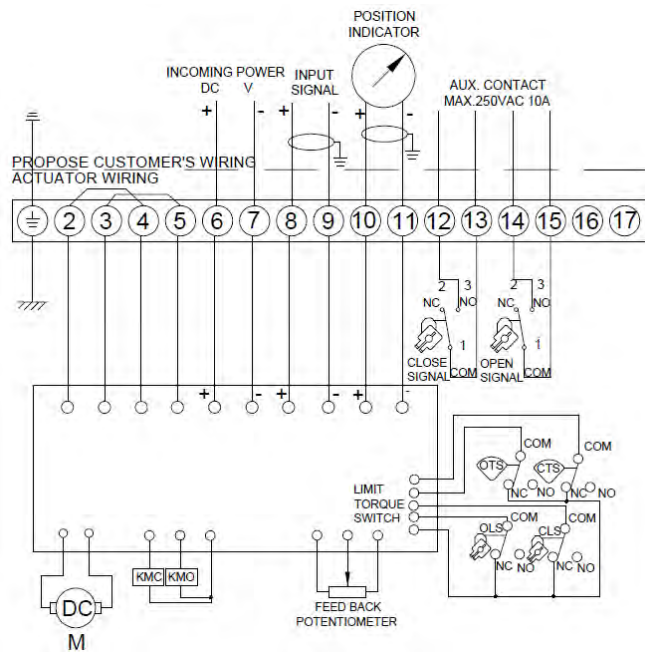 POSITION
INDICATOR
INCOMING POWER
DC V
INPUT
SIGNAL
AUX. CONTACT
MAX.250VAC 10A
+ - + - + -
PROPOSE CUSTOMER'S WIRING
ACTUATOR WIRING
2 3 4 5 6 7 8 9 10 11 12 13 14 15 16 17
2 3 2 3
NC NO NC NO
1 1
CLOSE
SIGNAL
COM
OPEN
SIGNAL
COM
+ - + - + -
LIMIT
TORQUE
SWITCH
COM COM
OTS CTS
NC NO NC NO
COM COM
OLS CLS
NC NO NC NO
KMC KMO
DC
M
FEED BACK
POTENTIOMETER